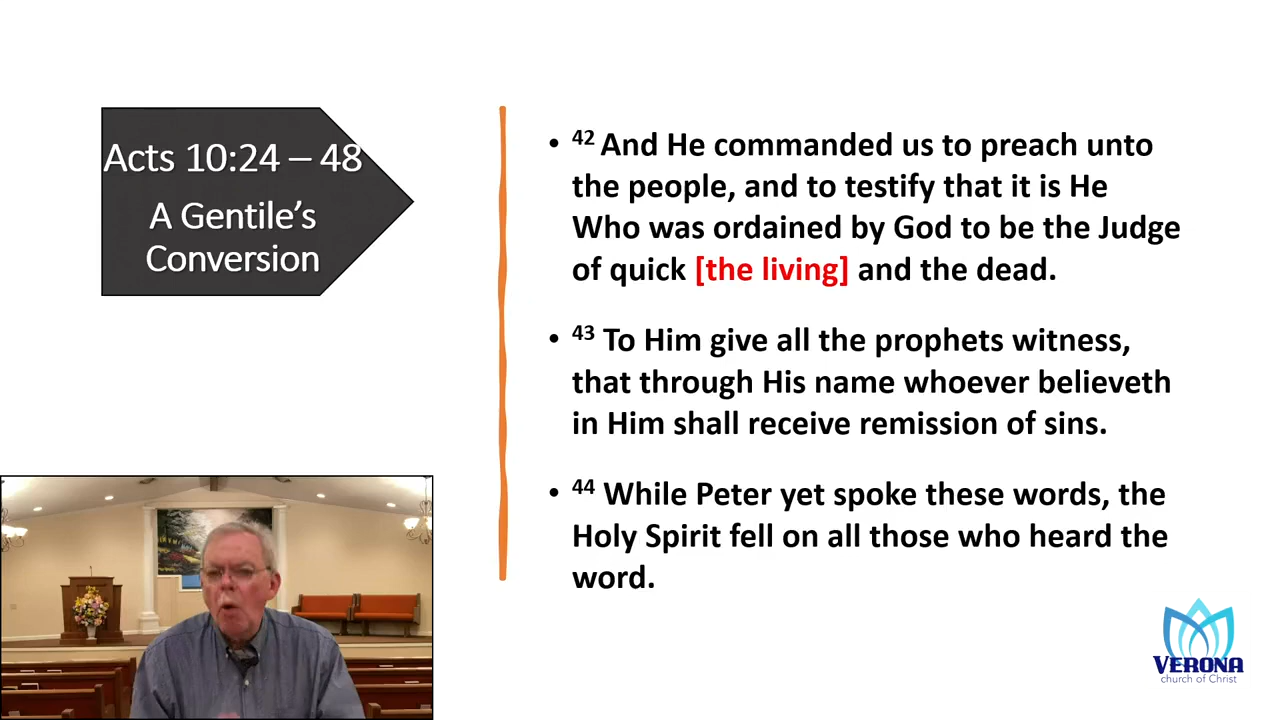 Acts 10:24 – 48
A Gentile’s
Conversion
• ⁴² And He commanded us to preach unto
the people, and to testify that it is He
Who was ordained by God to be the Judge
of quick [the living] and the dead.
• ⁴³ To Him give all the prophets witness,
that through His name whoever believeth
in Him shall receive remission of sins.
• ⁴⁴ While Peter yet spoke these words, the
Holy Spirit fell on all those who heard the
word.
VERONA
church of Christ